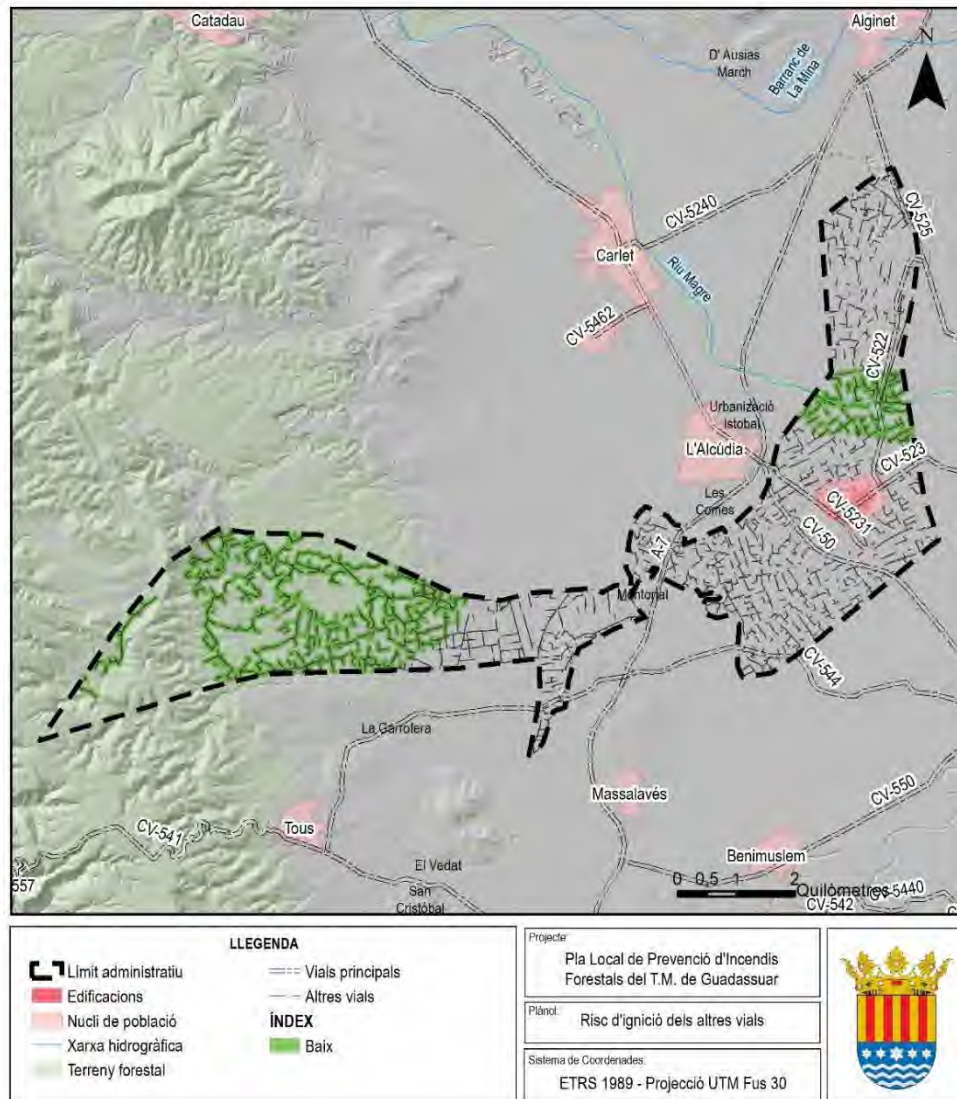 Catadau
Alginet
D' Ausias
March
Barranc de
La Mina
N
CV-5240
CV-525
Carlet
Riu Magre
CV-5462
CV-522
Urbanizació
Istobal
L'Alcúdia
CV-523
Les
Comes
CV-5231
CV-50
A-7
Montortal
CV-544
La Garrofera
Massalavés
CV-550
Tous
CV-541
Benimuslem
El Vedat
557
San
Cristóbal
0 0,5 1 2
Quilòmetres
CV-5440
CV-542
LLEGENDA
Límit administratiu
Edificacions
Nucli de població
Xarxa hidrogràfica
Terreny forestal
Vials principals
Altres vials
ÍNDEX
Baix
Projecte:
Pla Local de Prevenció d'Incendis
Forestals del T.M. de Guadassuar
Plànol:
Risc d'ignició dels altres vials
Sistema de Coordenades:
ETRS 1989 - Projecció UTM Fus 30